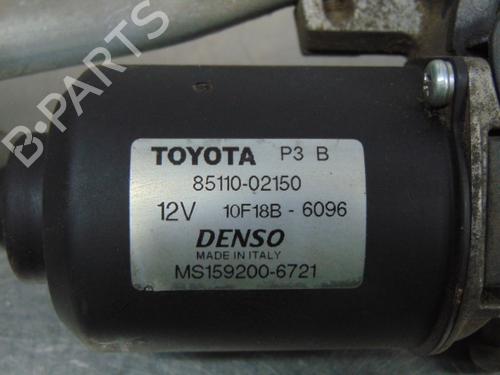 B-PARTS
TOYOTA P3 B
85110-02150
12V 10F18B - 6096
DENSO
MADE IN ITALY
MS159200-6721